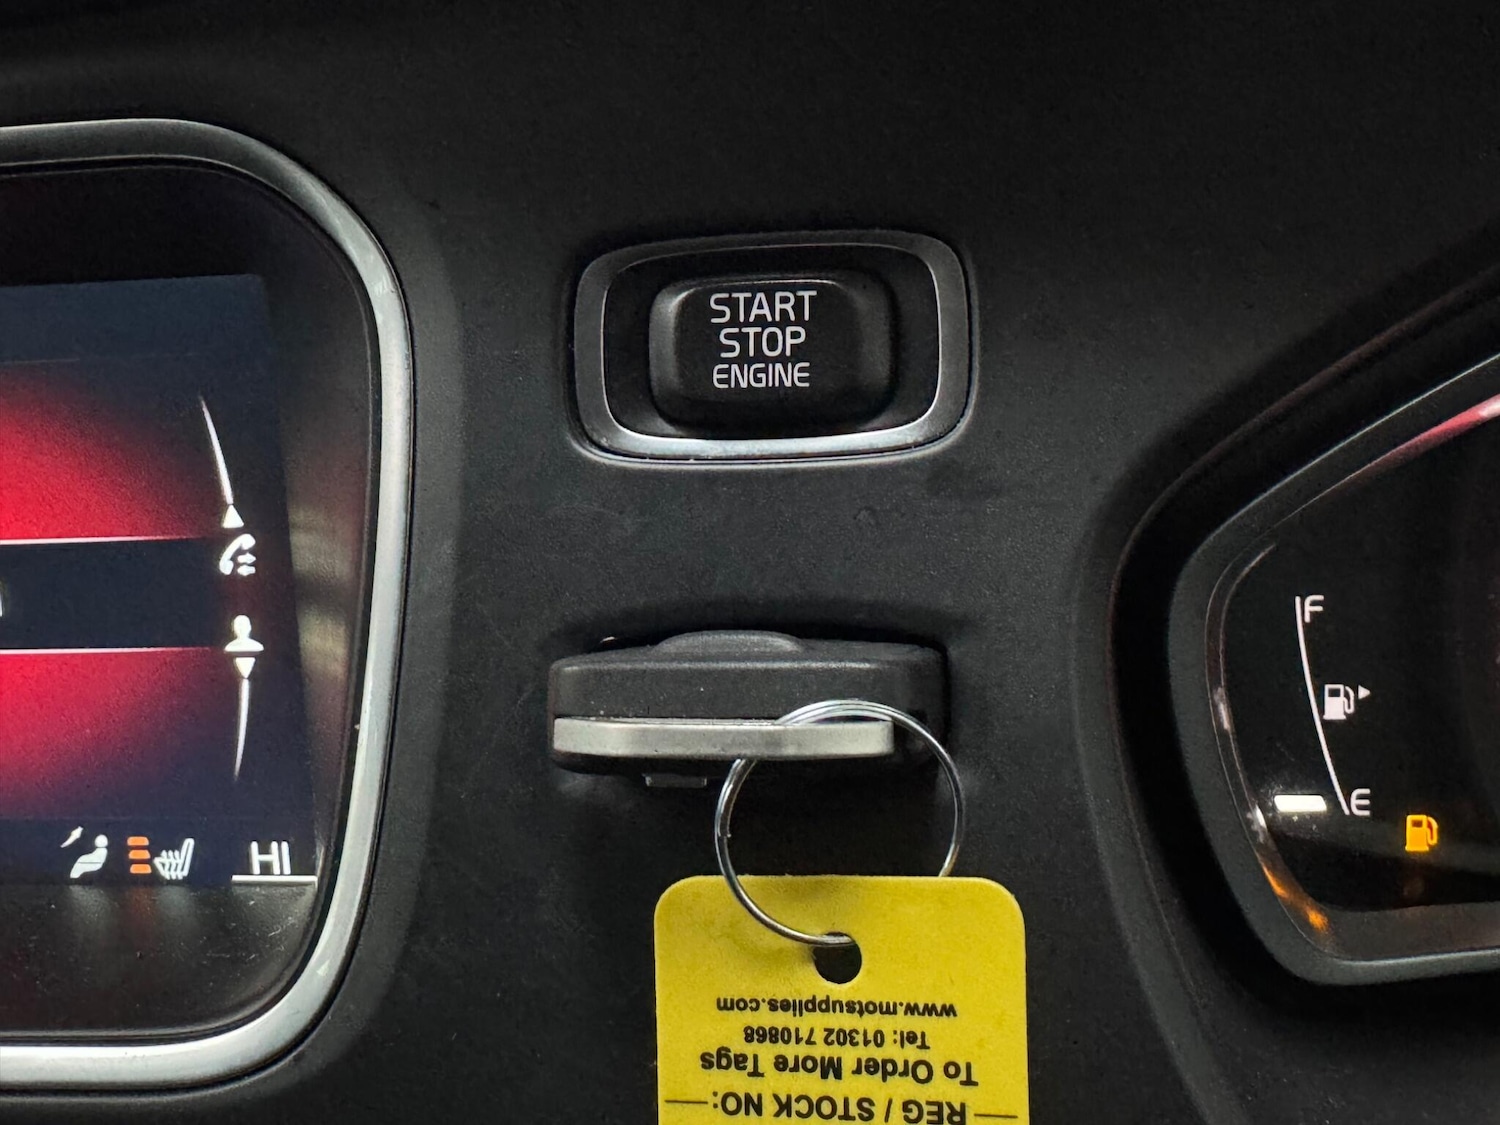 START
STOP
ENGINE
F
E
HI
www.motsupplies.com
Tel: 01302 710868
To Order More Tags
REG / STOCK NO: